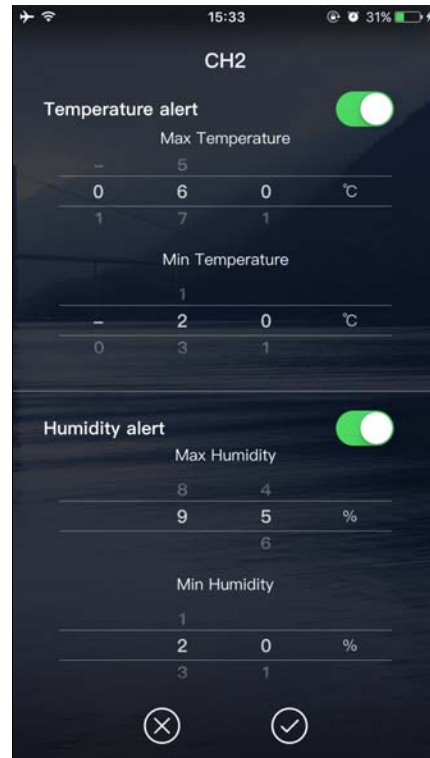 15:33 31%
CH2
Temperature alert
Max Temperature
– 5
0 6 0 °C
1 7 1
Min Temperature
1
– 2 0 °C
0 3 1
Humidity alert
Max Humidity
8 4
9 5 %
6
Min Humidity
1
2 0 %
3 1